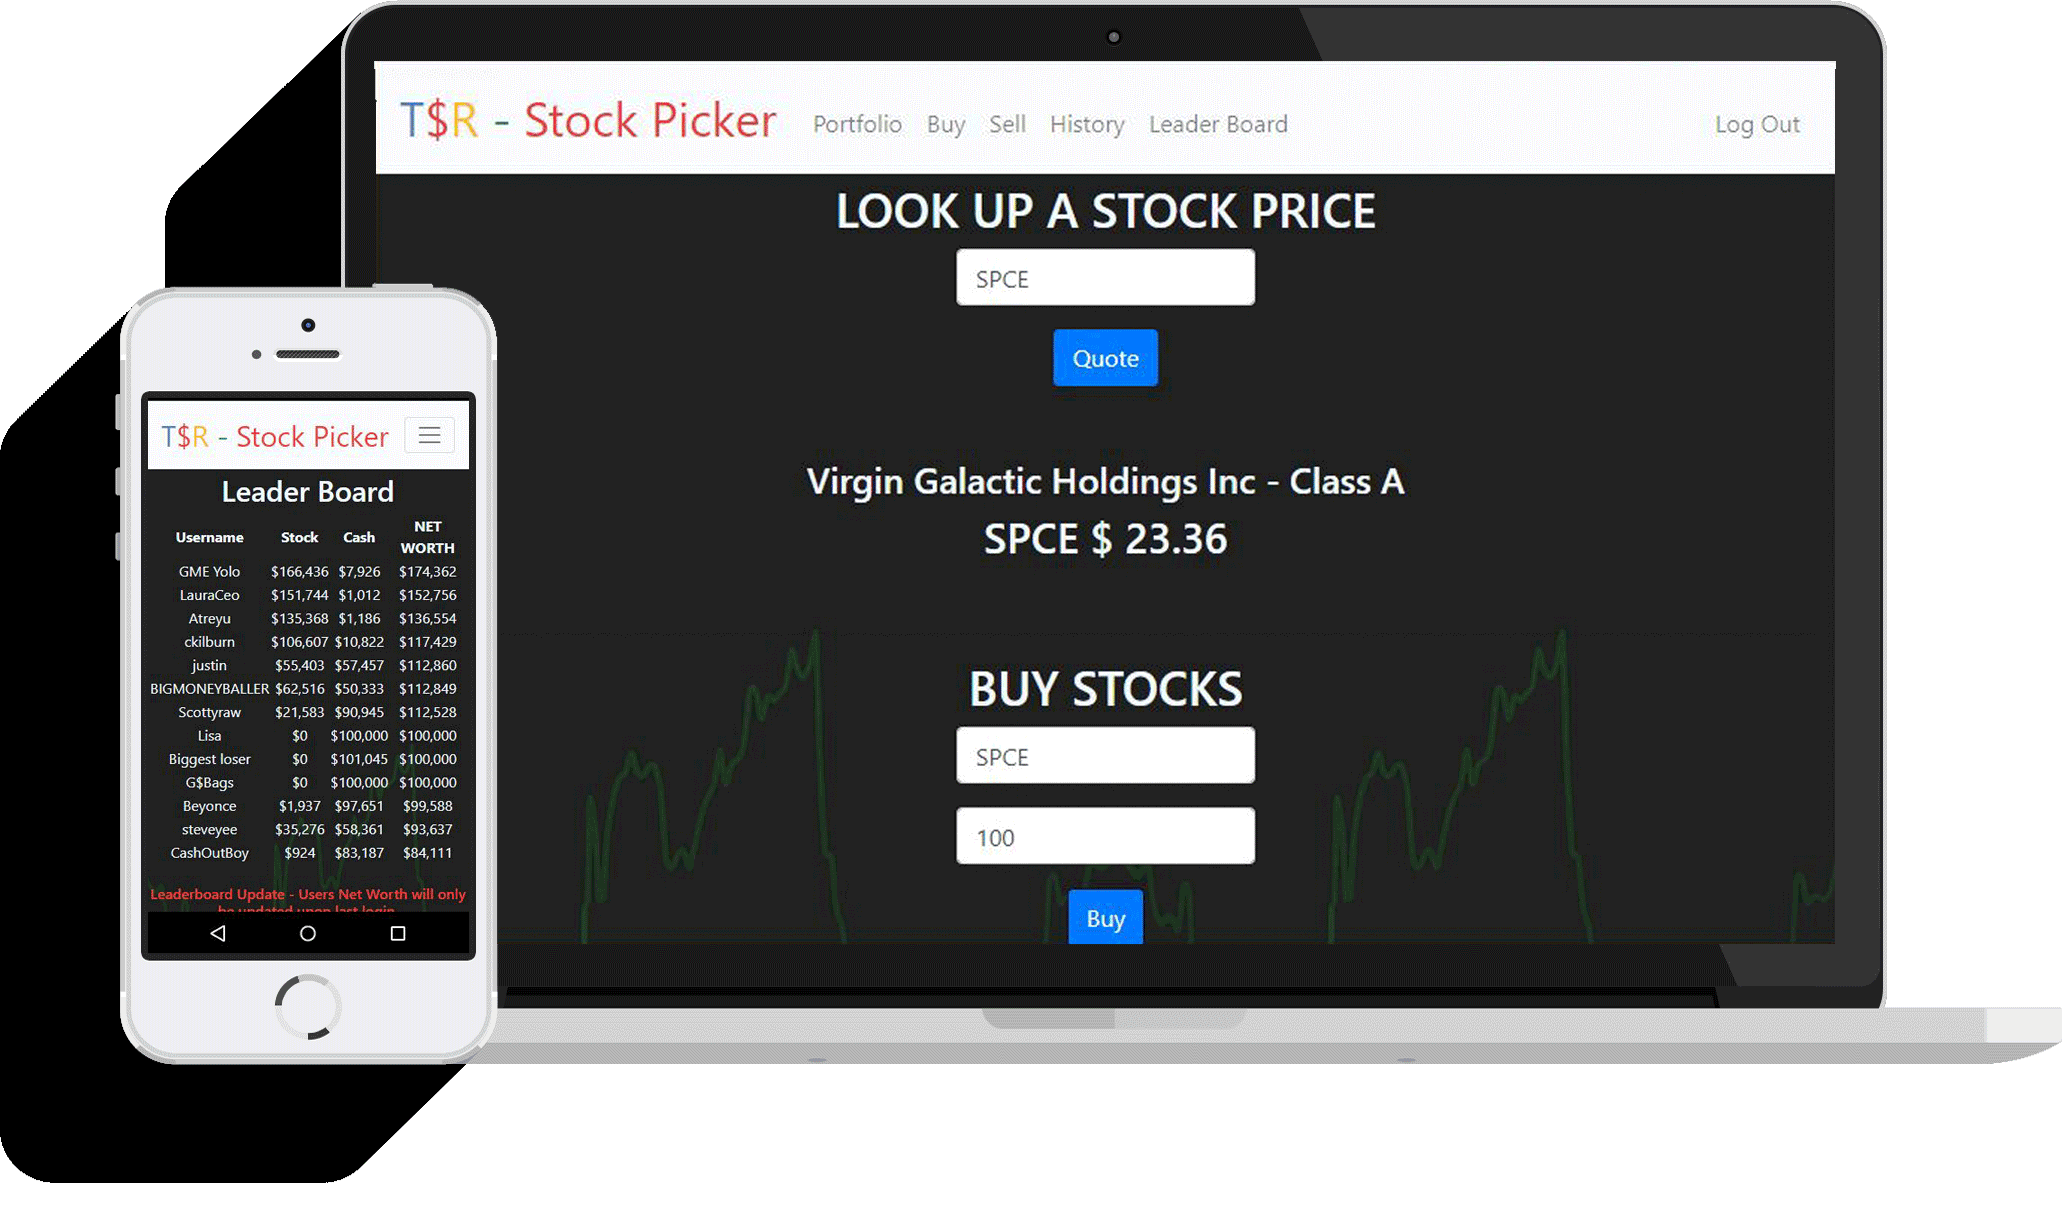 T$R - Stock Picker Portfolio Buy Sell History Leader Board Log Out
LOOK UP A STOCK PRICE
SPCE
Quote
Virgin Galactic Holdings Inc - Class A
SPCE $ 23.36
BUY STOCKS
SPCE
100
Buy
T$R - Stock Picker
Leader Board
Username Stock Cash NET WORTH
GME Yolo $166,436 $7,926 $174,362
LauraCeo $151,744 $1,012 $152,756
Atreyu $135,368 $1,186 $136,554
ckilburn $106,607 $10,822 $117,429
justin $55,403 $57,457 $112,860
BIGMONEYBALLER $62,516 $50,333 $112,849
Scottyraw $21,583 $90,945 $112,528
Lisa $0 $100,000 $100,000
Biggest loser $0 $101,045 $100,000
G$Bags $0 $100,000 $100,000
Beyonce $1,937 $97,651 $99,588
steveyee $35,276 $58,361 $93,637
CashOutBoy $924 $83,187 $84,111
Leaderboard Update - Users Net Worth will only
be updated upon last login